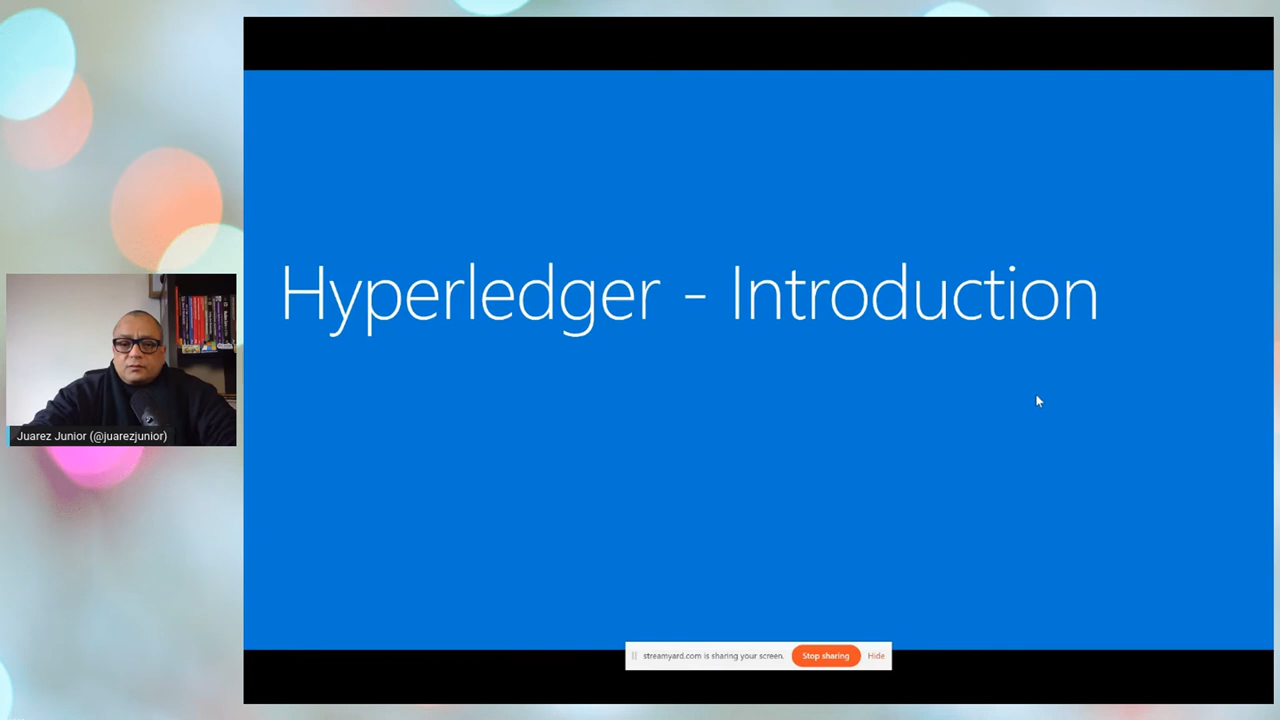 Hyperledger - Introduction
Juarez Junior (@juarezjunior)
streamyard.com is sharing your screen. Stop sharing Hide